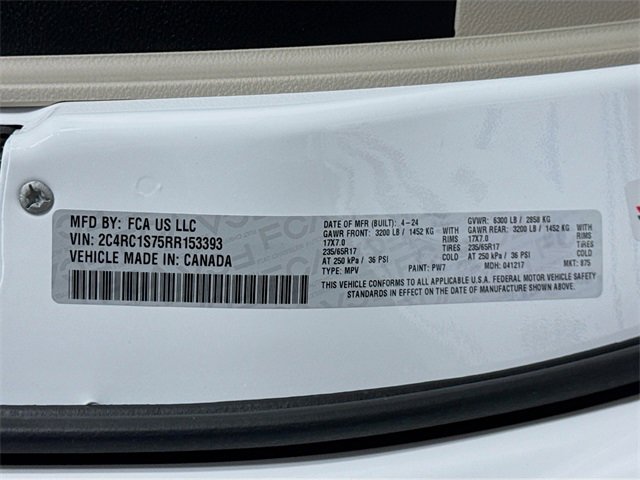 MFD BY: FCA US LLC
VIN: 2C4RC1S75RR153393
VEHICLE MADE IN: CANADA
DATE OF MFR (BUILT): 4-24
GAWR FRONT: 3200 LB / 1452 KG
17X7.0 RIMS
235/65R17 TIRES
AT 250 kPa / 36 PSI COLD
TYPE: MPV PAINT: PW7
GVWR: 6300 LB / 2858 KG
GAWR REAR: 3200 LB / 1452 KG
17X7.0 RIMS
235/65R17 TIRES
AT 250 kPa / 36 PSI COLD
MDH: 041217 MKT: 875
THIS VEHICLE CONFORMS TO ALL APPLICABLE U.S.A. FEDERAL MOTOR VEHICLE SAFETY
STANDARDS IN EFFECT ON THE DATE OF MANUFACTURE SHOWN ABOVE.